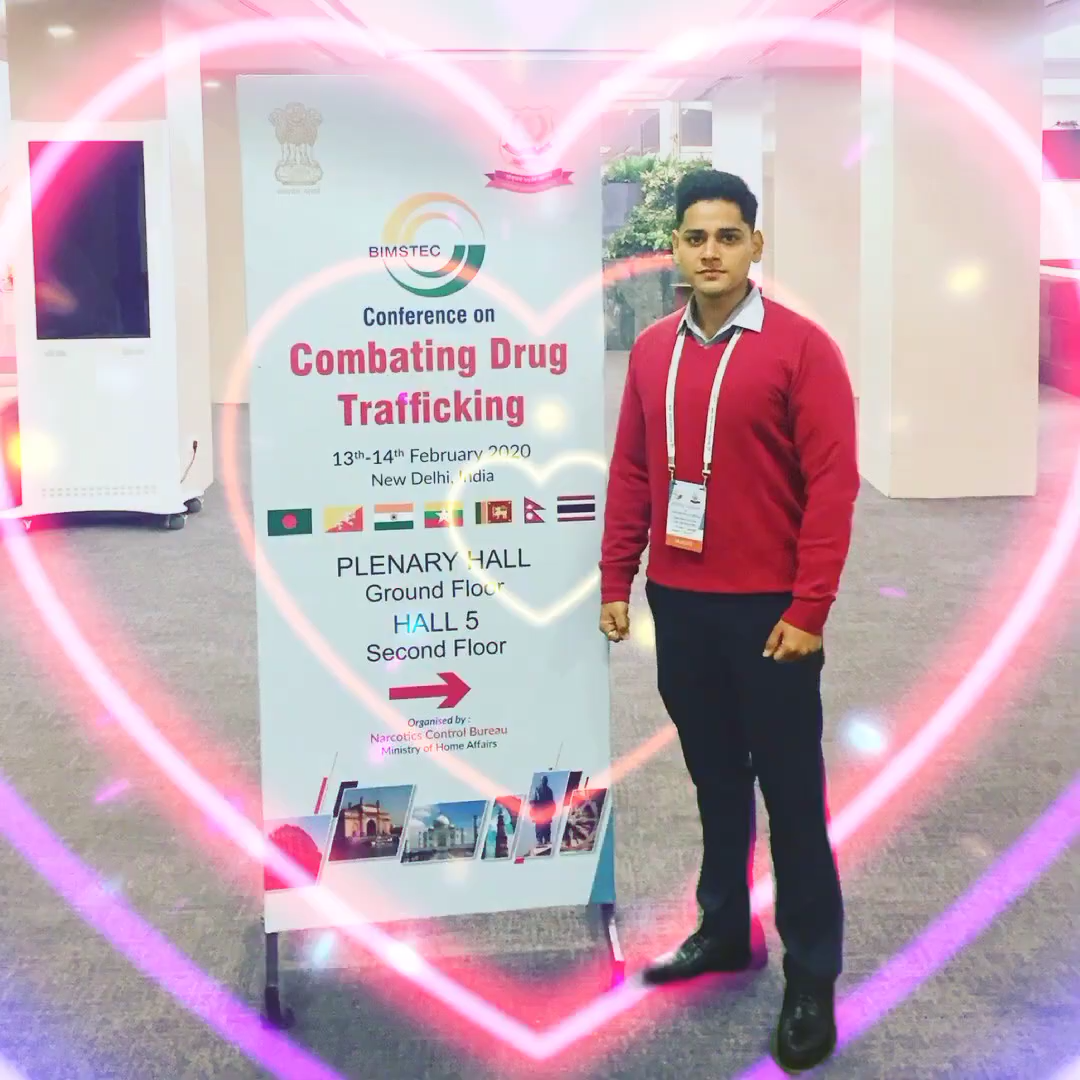 BIMSTEC
Conference on
Combating Drug
Trafficking
13th-14th February 2020
New Delhi, India
PLENARY HALL
Ground Floor
HALL 5
Second Floor
Organised by :
Narcotics Control Bureau
Ministry of Home Affairs